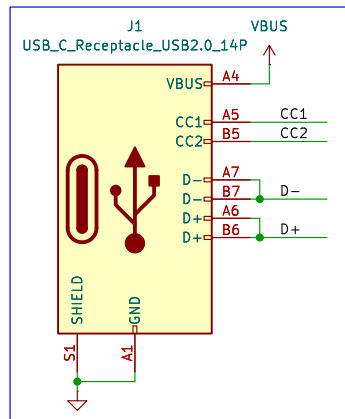 J1
VBUS
USB_C_Receptacle_USB2.0_14P
VBUS A4
CC1 A5 CC1
CC2 B5 CC2
D- A7
D- B7 D-
D+ A6
D+ B6 D+
SHIELD GND
S1 A1